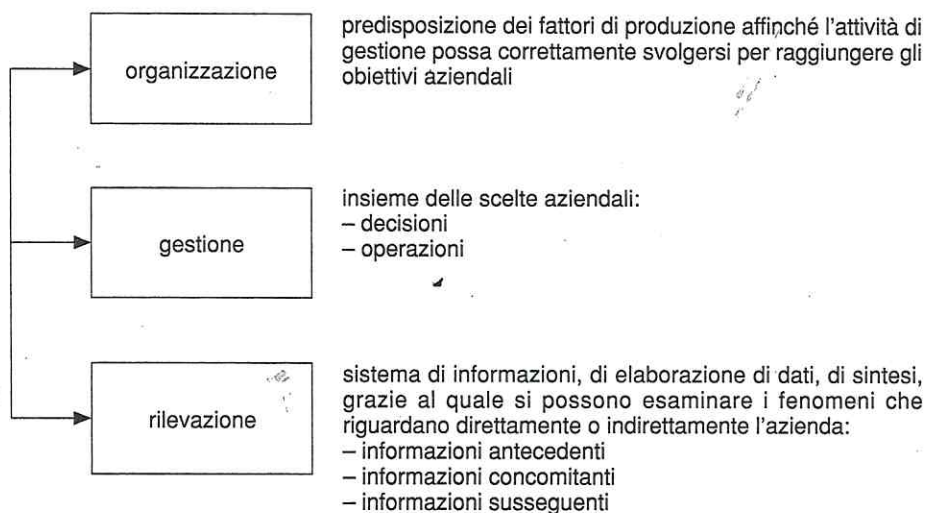 organizzazione
predisposizione dei fattori di produzione affinché l'attività di
gestione possa correttamente svolgersi per raggiungere gli
obiettivi aziendali
gestione
insieme delle scelte aziendali:
– decisioni
– operazioni
rilevazione
sistema di informazioni, di elaborazione di dati, di sintesi,
grazie al quale si possono esaminare i fenomeni che
riguardano direttamente o indirettamente l'azienda:
– informazioni antecedenti
– informazioni concomitanti
– informazioni susseguenti